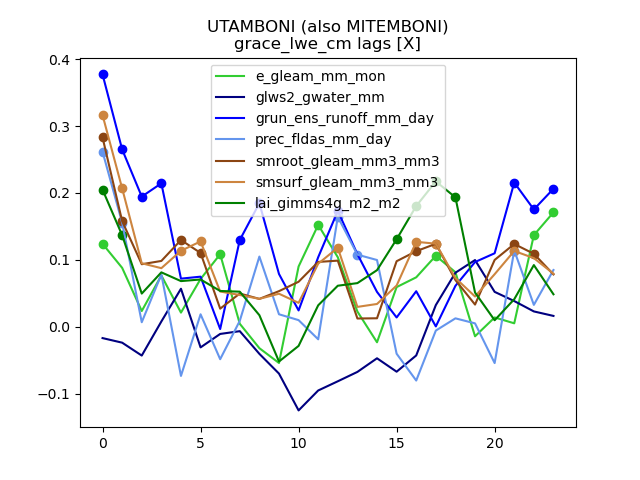 UTAMBONI (also MITEMBONI)
grace_lwe_cm lags [X]
e_gleam_mm_mon
glws2_gwater_mm
grun_ens_runoff_mm_day
prec_fldas_mm_day
smroot_gleam_mm3_mm3
smsurf_gleam_mm3_mm3
lai_gimms4g_m2_m2
0.4
0.3
0.2
0.1
0.0
−0.1
0 5 10 15 20